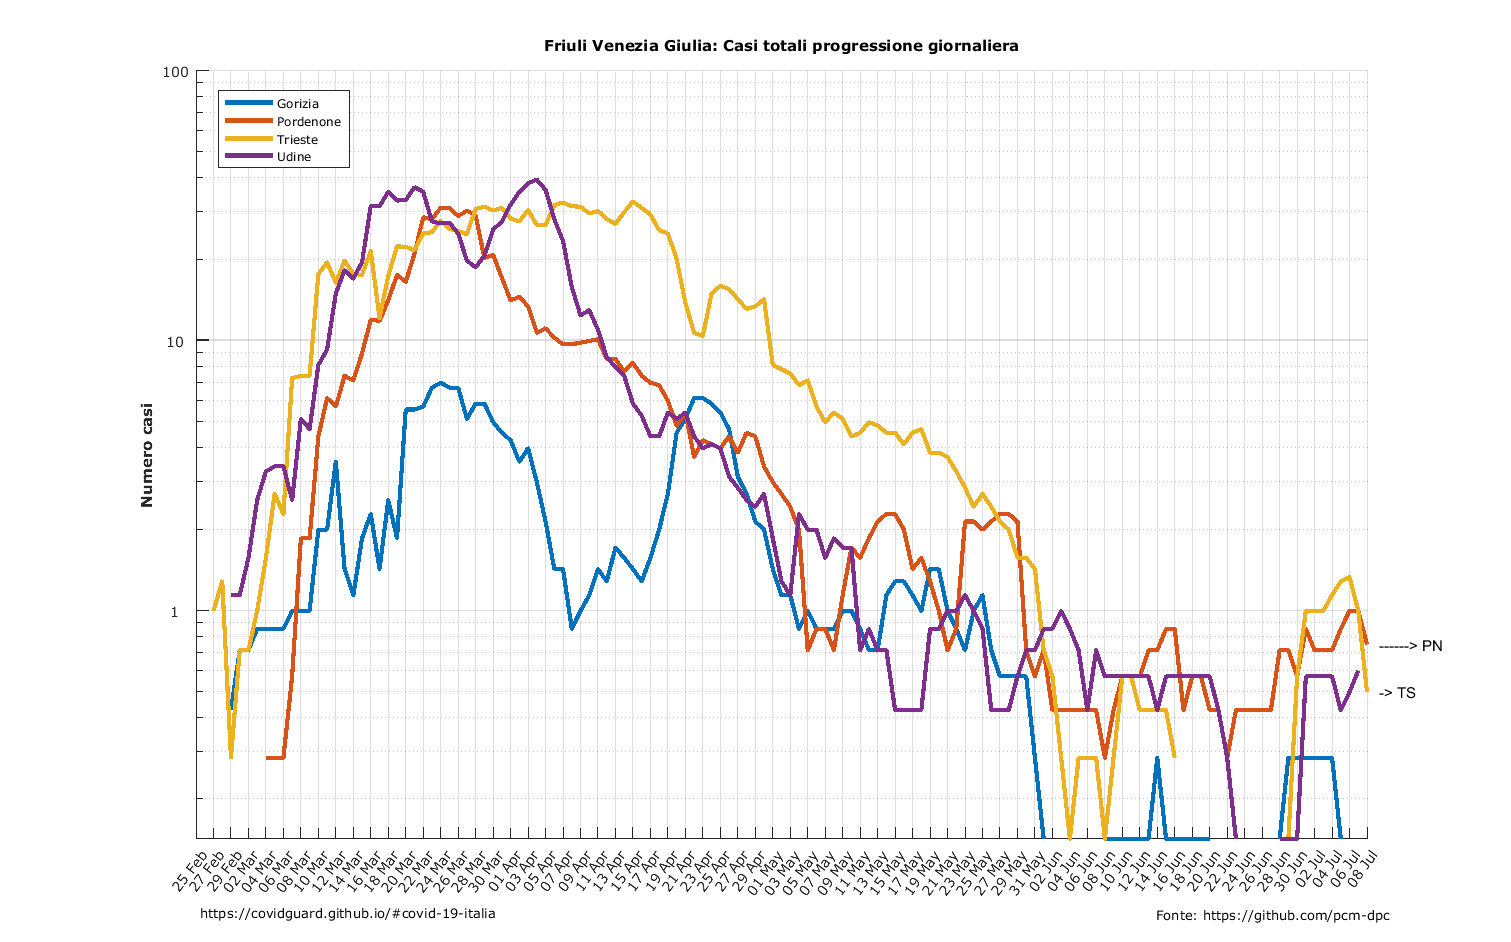 Friuli Venezia Giulia: Casi totali progressione giornaliera
100
10
1
Numero casi
Gorizia
Pordenone
Trieste
Udine
------> PN
-> TS
25 Feb
27 Feb
29 Feb
02 Mar
04 Mar
06 Mar
08 Mar
10 Mar
12 Mar
14 Mar
16 Mar
18 Mar
20 Mar
22 Mar
24 Mar
26 Mar
28 Mar
30 Mar
01 Apr
03 Apr
05 Apr
07 Apr
09 Apr
11 Apr
13 Apr
15 Apr
17 Apr
19 Apr
21 Apr
23 Apr
25 Apr
27 Apr
29 Apr
01 May
03 May
05 May
07 May
09 May
11 May
13 May
15 May
17 May
19 May
21 May
23 May
25 May
27 May
29 May
31 May
02 Jun
04 Jun
06 Jun
08 Jun
10 Jun
12 Jun
14 Jun
16 Jun
18 Jun
20 Jun
22 Jun
24 Jun
26 Jun
28 Jun
30 Jun
02 Jul
04 Jul
06 Jul
08 Jul
https://covidguard.github.io/#covid-19-italia
Fonte: https://github.com/pcm-dpc